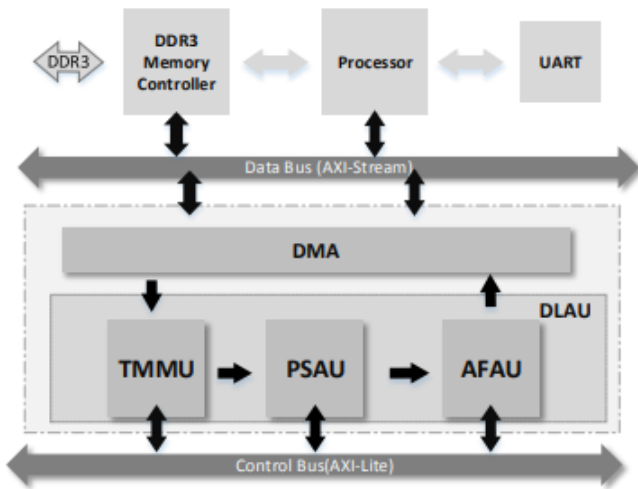 DDR3
DDR3
Memory
Controller
Processor
UART
Data Bus (AXI-Stream)
DMA
DLAU
TMMU
PSAU
AFAU
Control Bus(AXI-Lite)